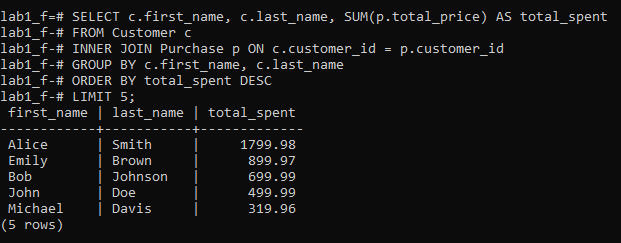 lab1_f=# SELECT c.first_name, c.last_name, SUM(p.total_price) AS total_spent
lab1_f-# FROM Customer c
lab1_f-# INNER JOIN Purchase p ON c.customer_id = p.customer_id
lab1_f-# GROUP BY c.first_name, c.last_name
lab1_f-# ORDER BY total_spent DESC
lab1_f-# LIMIT 5;
 first_name | last_name | total_spent
------------+-----------+-------------
 Alice      | Smith     |     1799.98
 Emily      | Brown     |      899.97
 Bob        | Johnson   |      699.99
 John       | Doe       |      499.99
 Michael    | Davis     |      319.96
(5 rows)